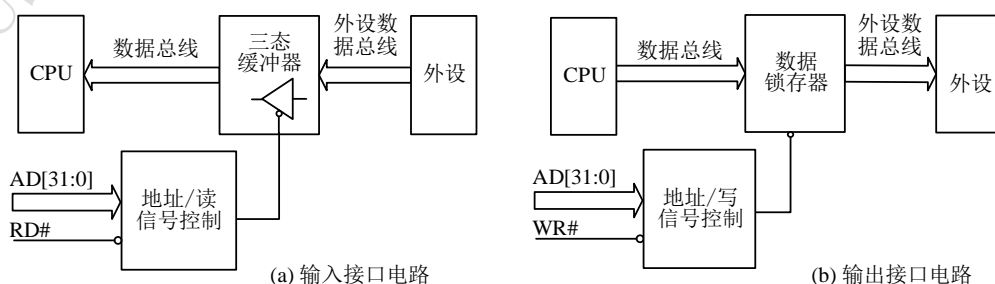 CPU
数据总线
三态
缓冲器
外设数
据总线
外设
AD[31:0]
RD#
地址/读
信号控制
(a) 输入接口电路
CPU
数据总线
数据
锁存器
外设数
据总线
外设
AD[31:0]
WR#
地址/写
信号控制
(b) 输出接口电路